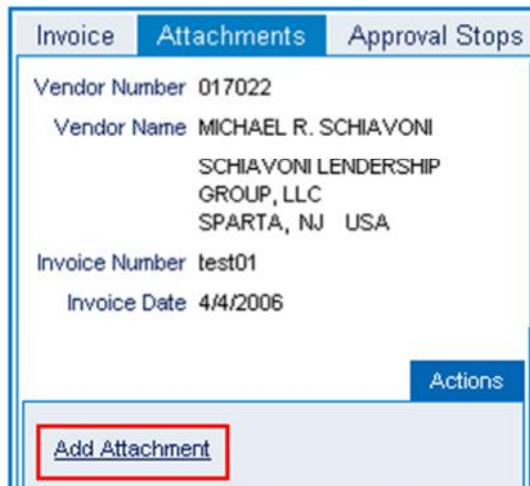 Invoice Attachments Approval Stops
Vendor Number 017022
Vendor Name MICHAEL R. SCHIAVONI
SCHIAVONI LENDERSHIP
GROUP, LLC
SPARTA, NJ USA
Invoice Number test01
Invoice Date 4/4/2006
Actions
Add Attachment